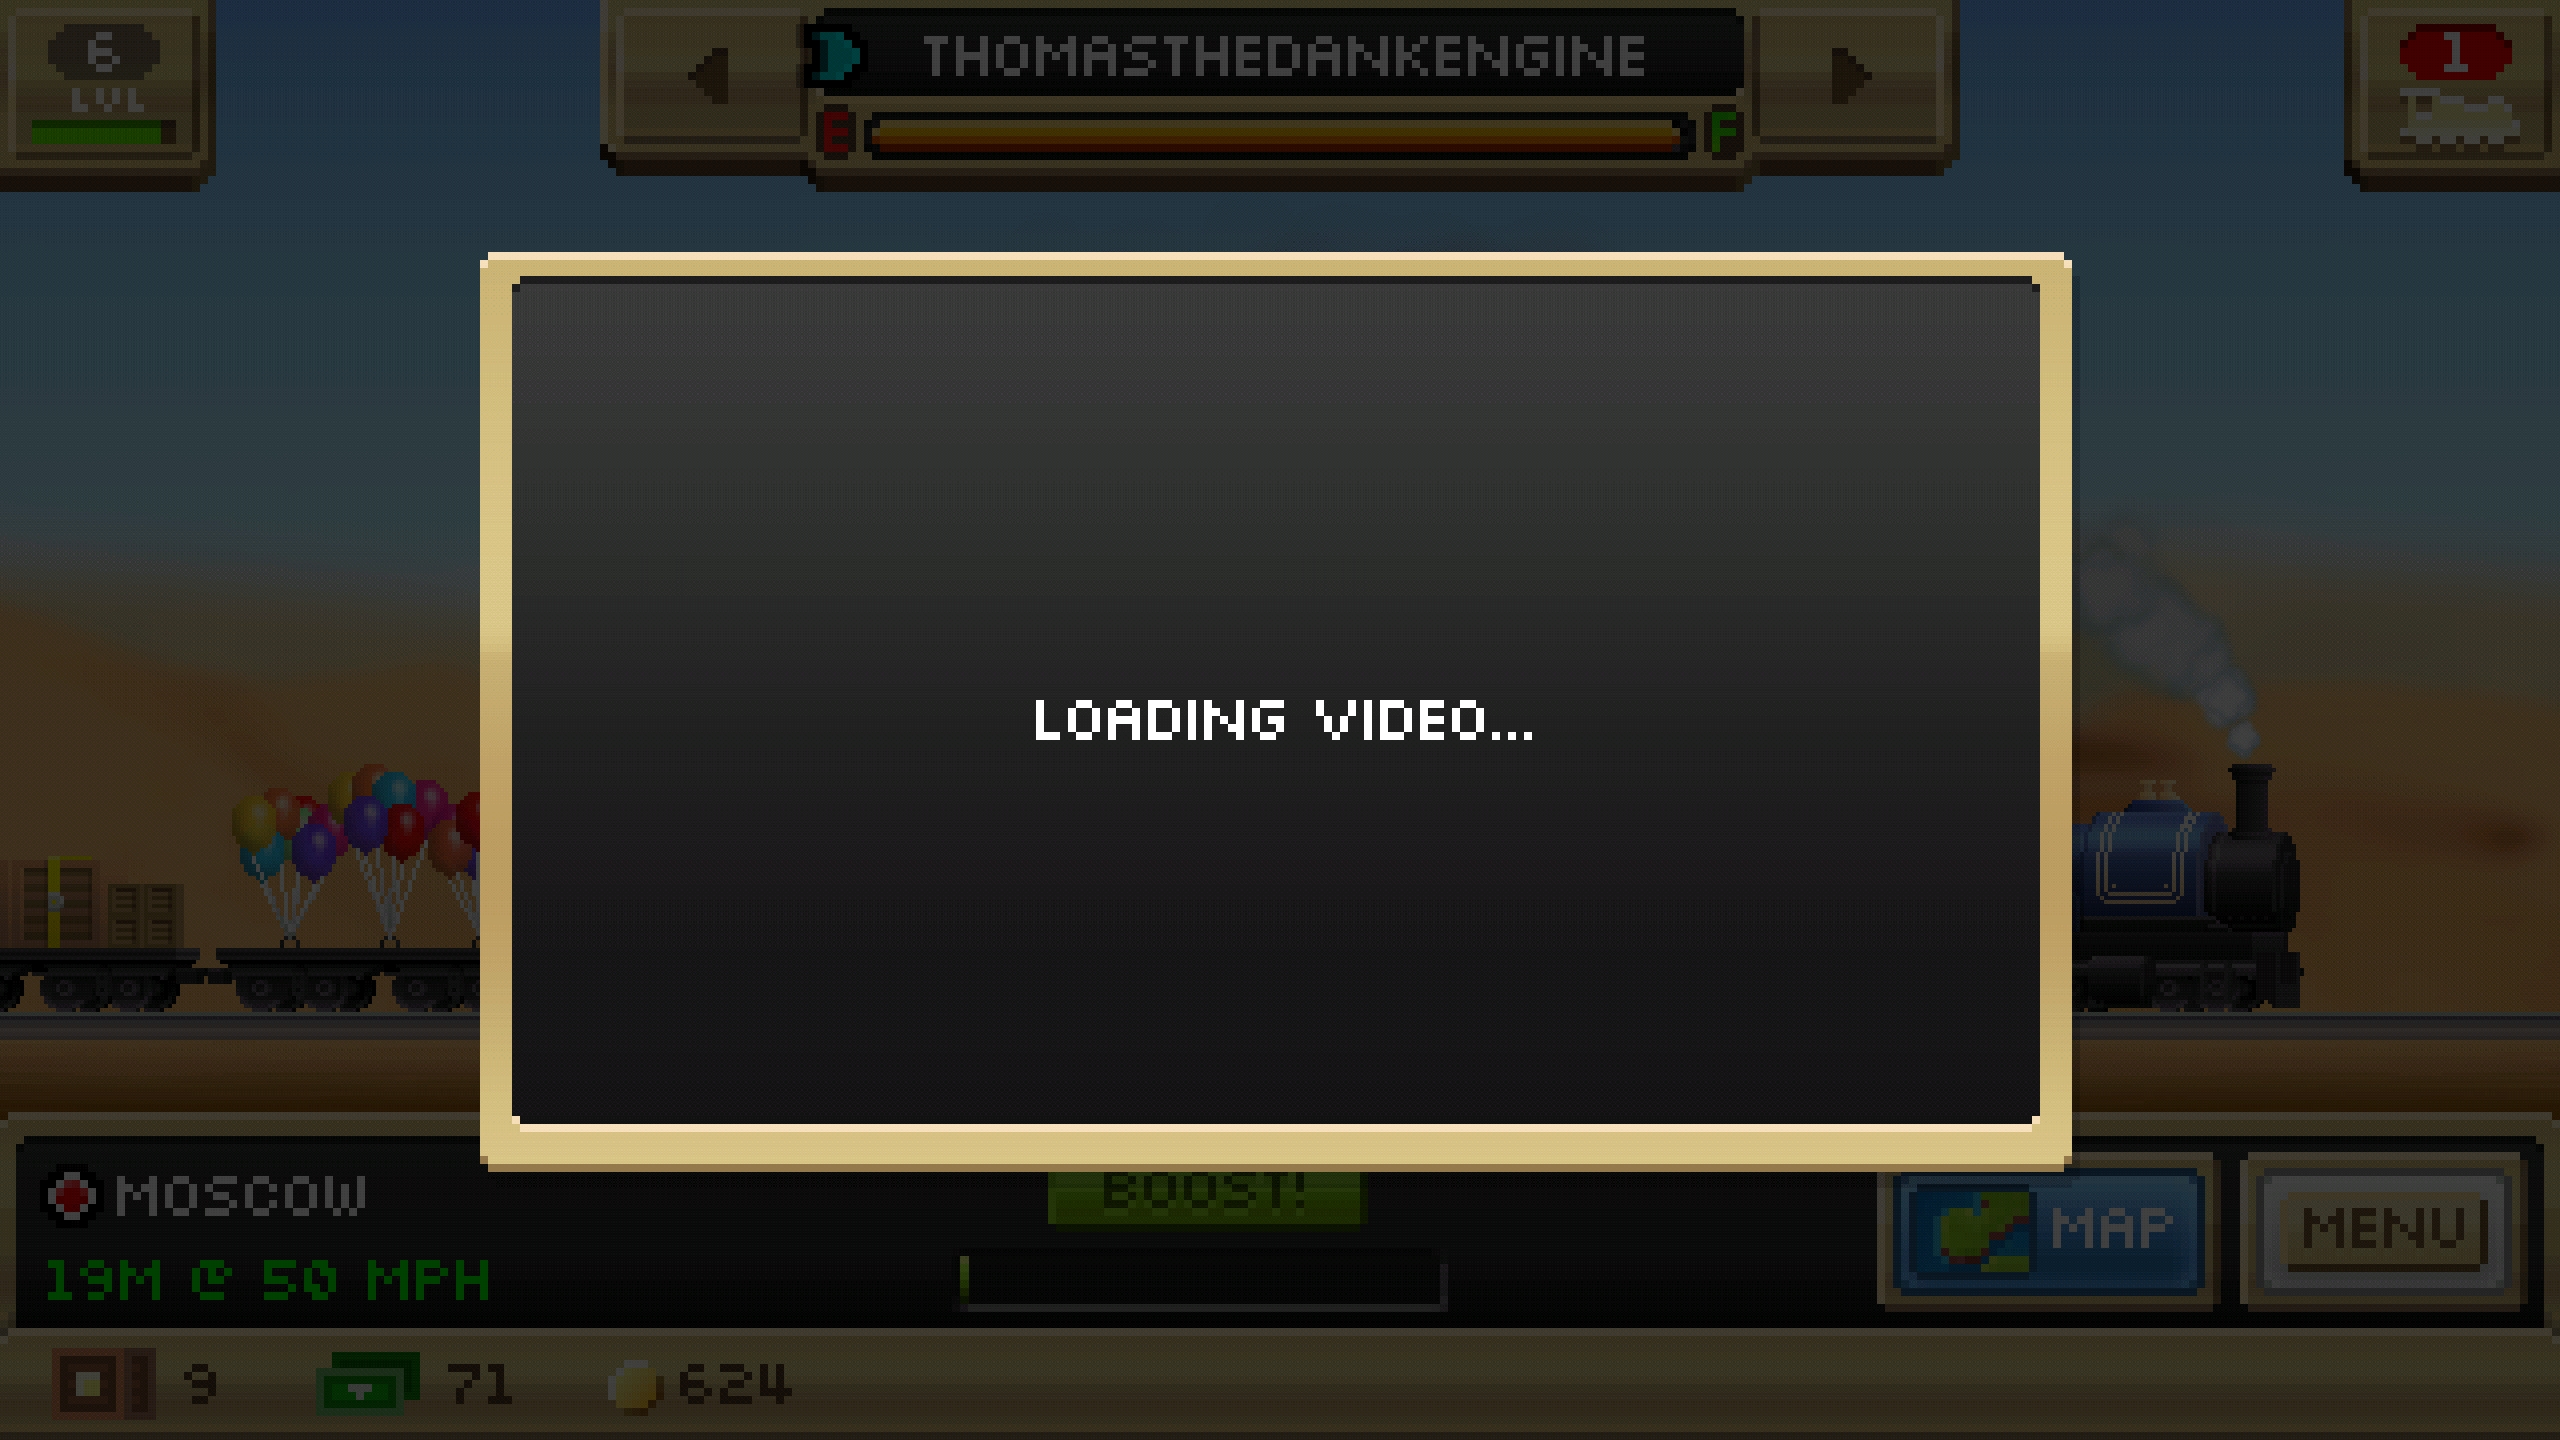 6
LVL
THOMASTHEDANKENGINE
E F
1
LOADING VIDEO...
BOOST!
MOSCOW
19M @ 50 MPH
MAP
MENU
9 71 624